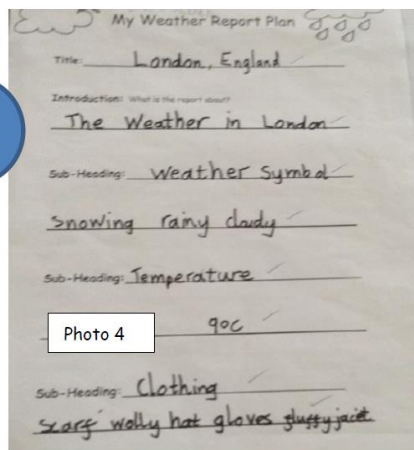 My Weather Report Plan
Title: London, England
Introduction: What is the report about?
The Weather in London
Sub-Heading: Weather Symbol
Snowing rainy cloudy
Sub-Heading: Temperature
Photo 4 9oc
Sub-Heading: Clothing
Scarf wolly hat gloves fluffy jacit